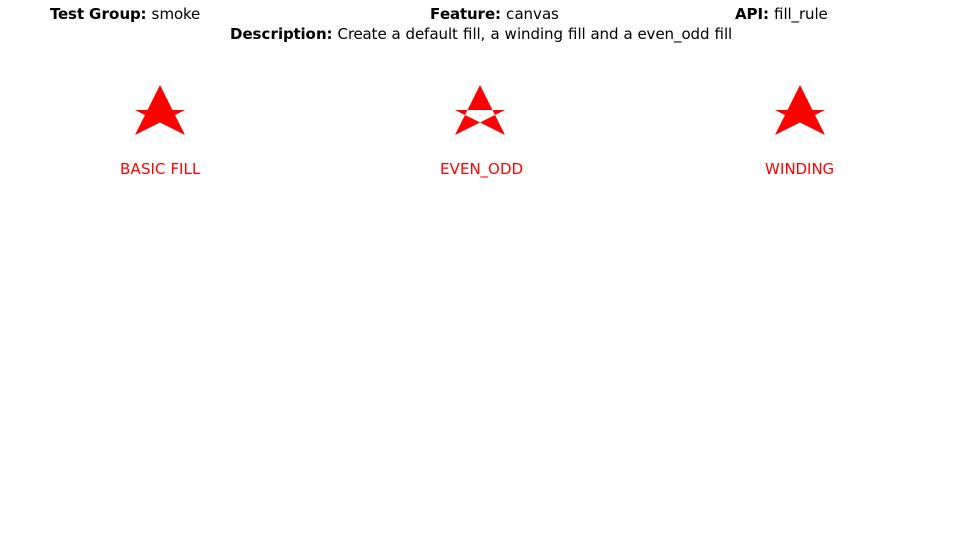 Test Group: smoke Feature: canvas API: fill_rule
Description: Create a default fill, a winding fill and a even_odd fill
BASIC FILL EVEN_ODD WINDING